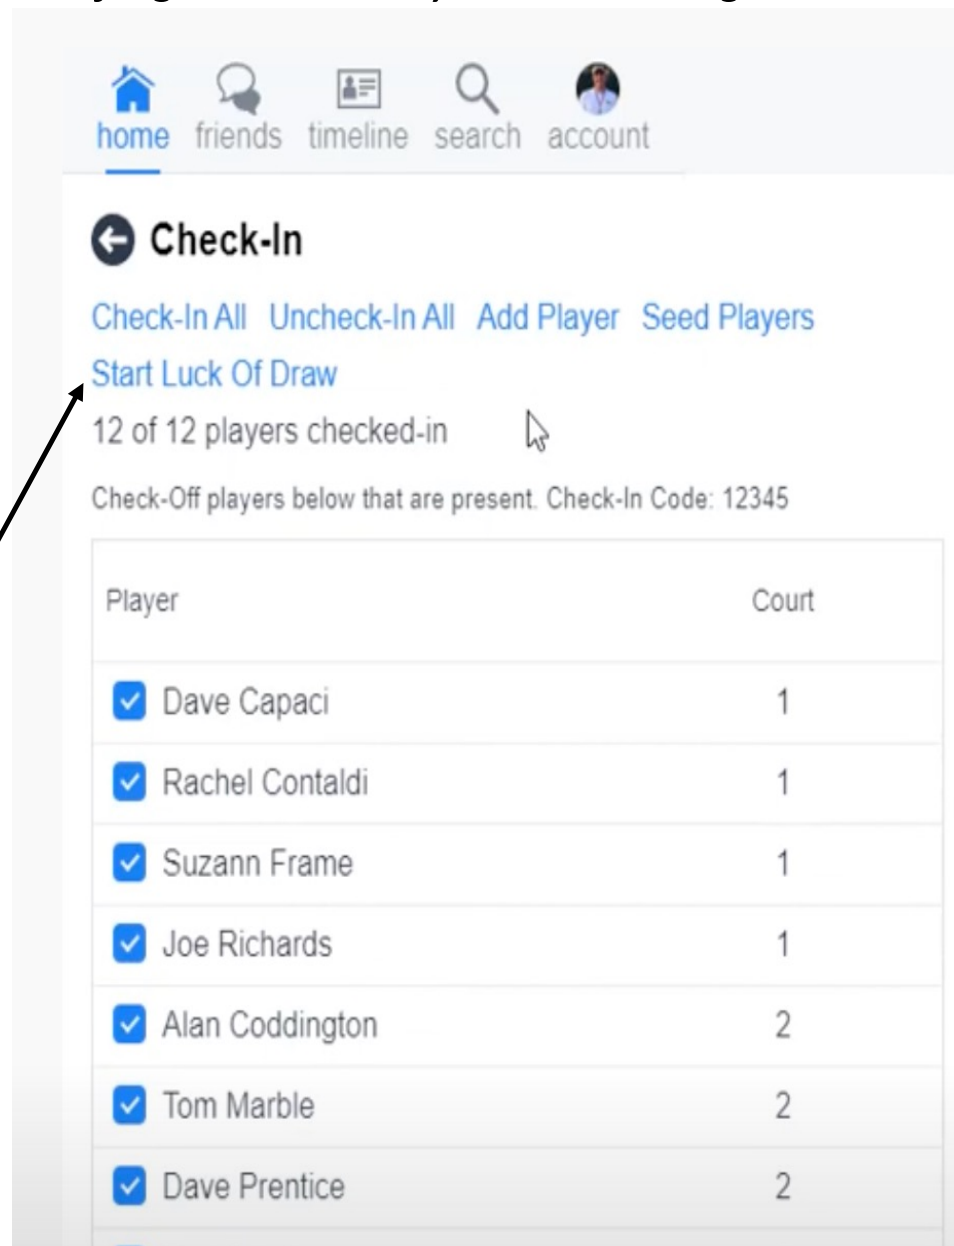 home friends timeline search account
Check-In
Check-In All Uncheck-In All Add Player Seed Players
Start Luck Of Draw
12 of 12 players checked-in
Check-Off players below that are present. Check-In Code: 12345
Player Court
Dave Capaci 1
Rachel Contaldi 1
Suzann Frame 1
Joe Richards 1
Alan Coddington 2
Tom Marble 2
Dave Prentice 2